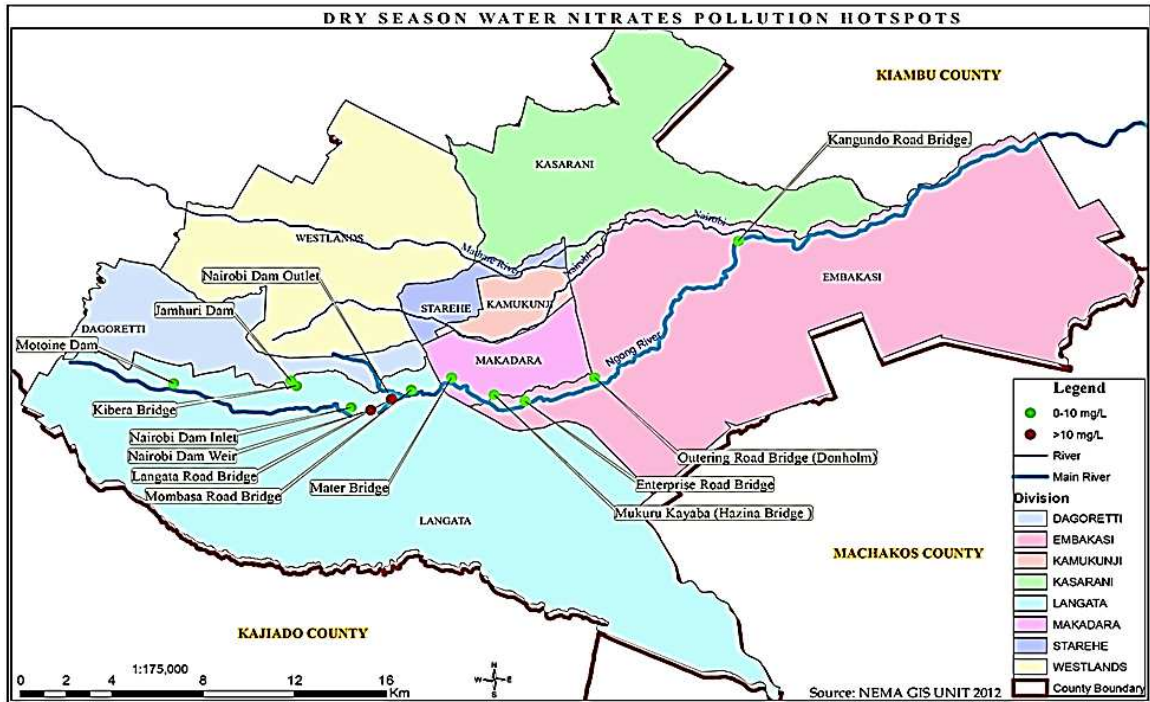 DRY SEASON WATER NITRATES POLLUTION HOTSPOTS
KIAMBU COUNTY
Kangundo Road Bridge
KASARANI
Nairobi
WESTLANDS
Mathare River
Nairobi Dam Outlet
Nairobi
EMBAKASI
Jamhuri Dam
STAREHE
KAMUKUNJI
DAGORETTI
Motoine Dam
MAKADARA
Ngong River
Kibera Bridge
Nairobi Dam Inlet
Nairobi Dam Weir
Langata Road Bridge
Mombasa Road Bridge
Mater Bridge
Outering Road Bridge (Donholm)
Enterprise Road Bridge
Mukuru Kayaba (Hazina Bridge )
LANGATA
MACHAKOS COUNTY
KAJIADO COUNTY
Legend
0-10 mg/L
>10 mg/L
River
Main River
Division
DAGORETTI
EMBAKASI
KAMUKUNJI
KASARANI
LANGATA
MAKADARA
STAREHE
WESTLANDS
County Boundary
1:175,000
0 2 4 8 12 16
Km
N
W E
S
Source: NEMA GIS UNIT 2012